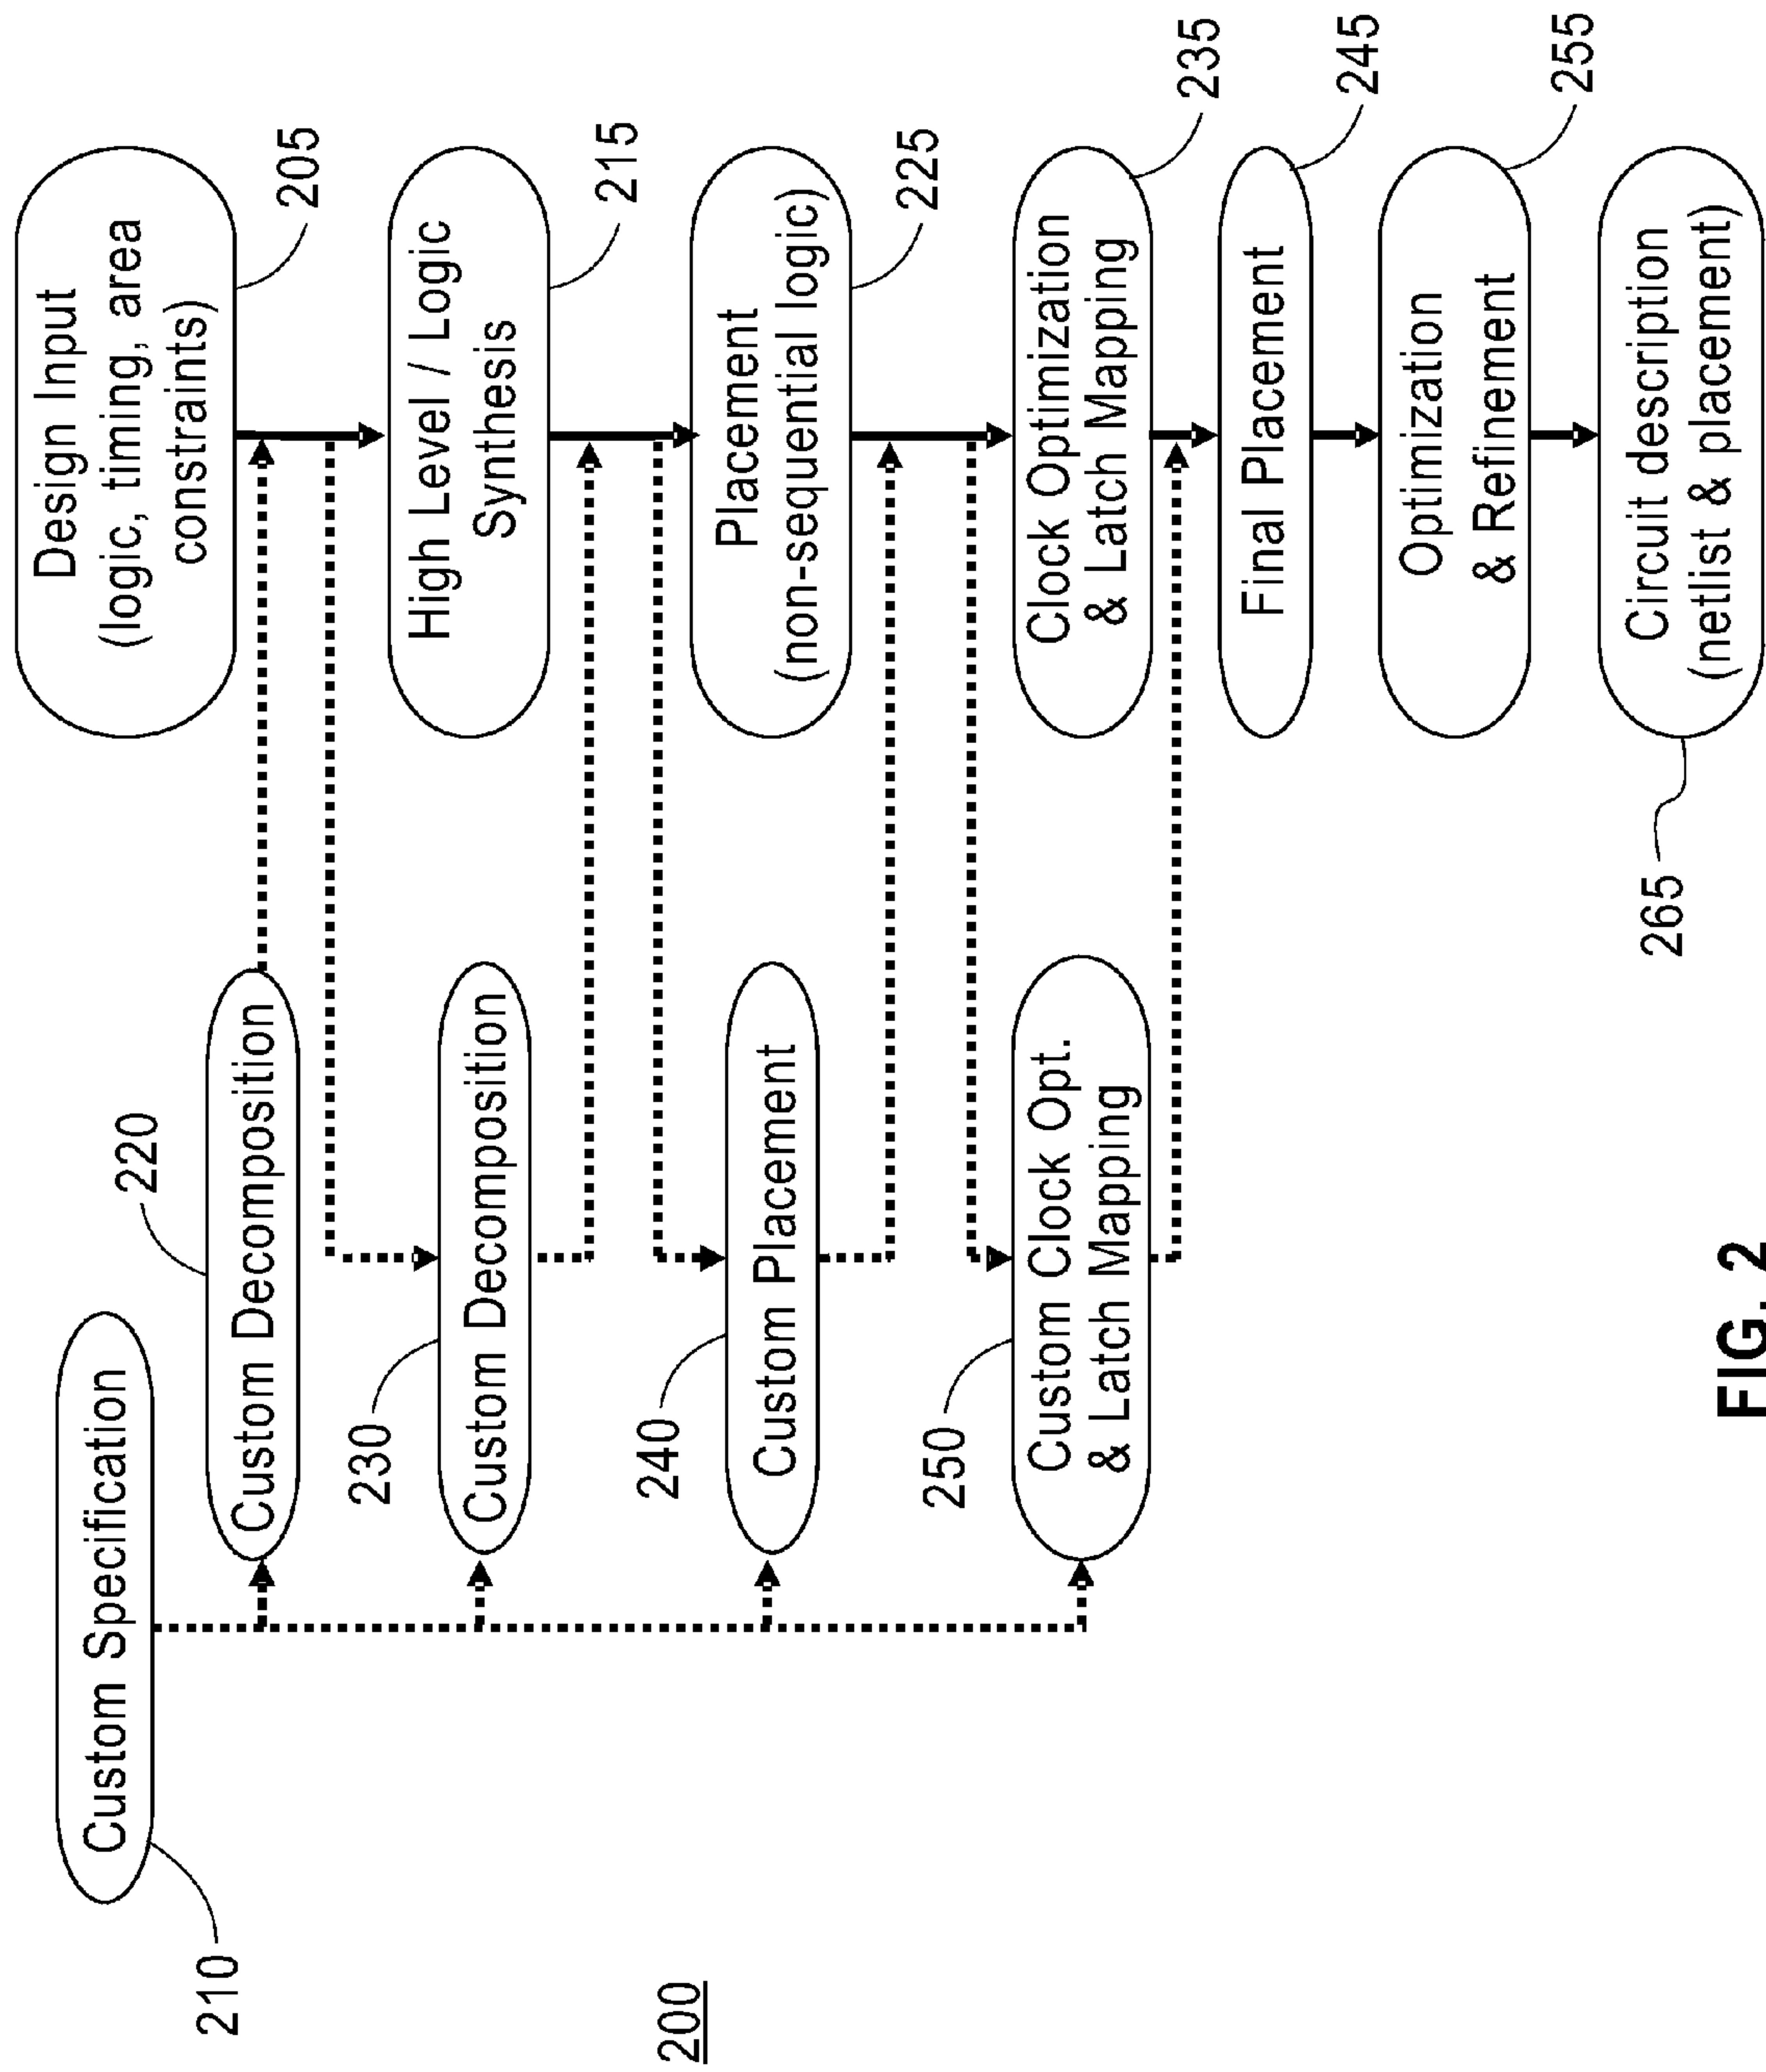 200
210
Custom Specification
220
Custom Decomposition
230
Custom Decomposition
240
Custom Placement
250
Custom Clock Opt.
& Latch Mapping
Design Input
(logic, timing, area
constraints)
205
High Level / Logic
Synthesis
215
Placement
(non-sequential logic)
225
Clock Optimization
& Latch Mapping
235
Final Placement
245
Optimization
& Refinement
255
Circuit description
(netlist & placement)
265
FIG. 2